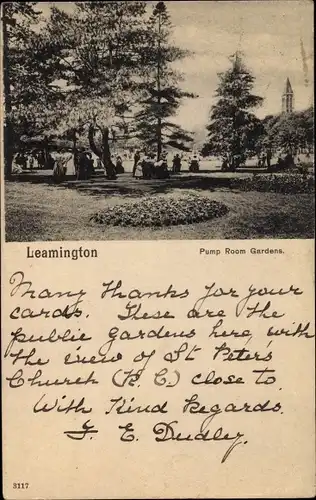 Leamington
Pump Room Gardens.
Many thanks for your
cards. These are the
public gardens here, with
the view of St Peter's
Church (R.C.) close to.
With Kind Regards.
F. E. Dudley.
3117